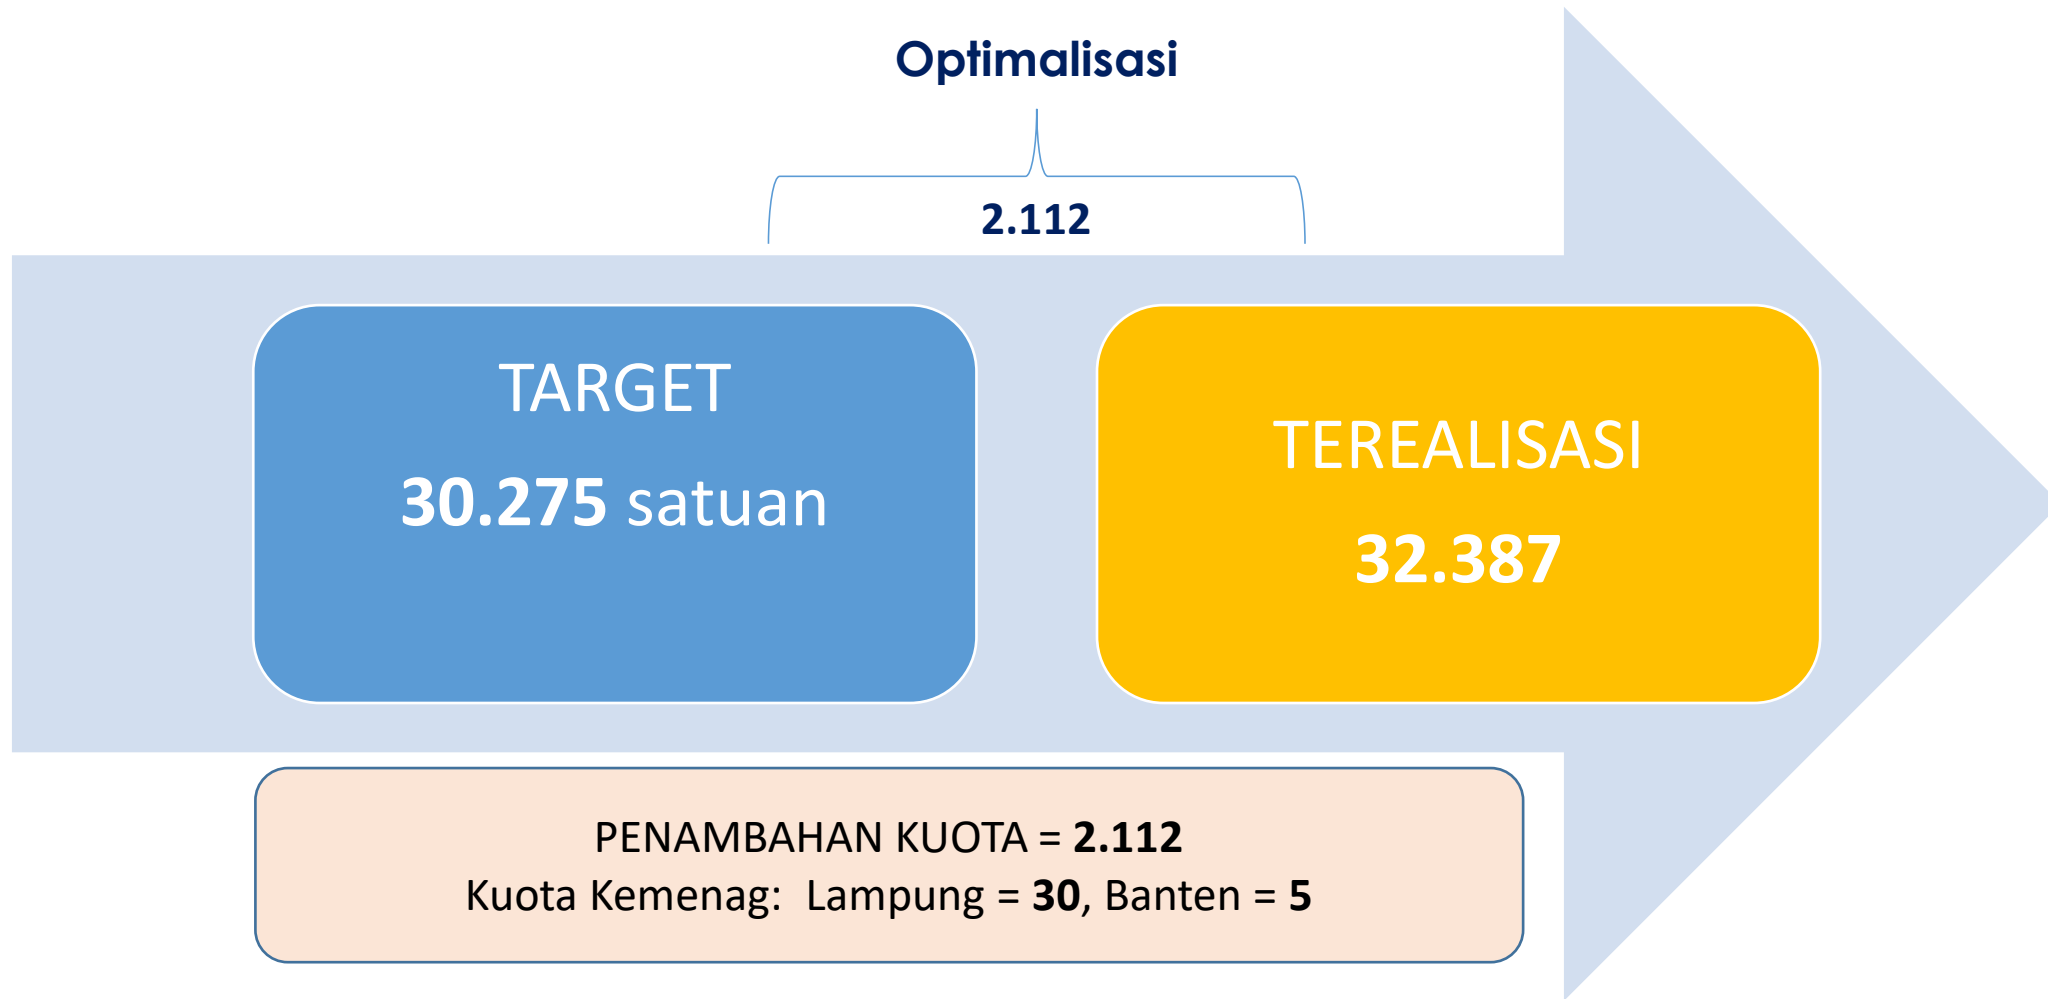 Optimalisasi
2.112
TARGET
30.275 satuan
TEREALISASI
32.387
PENAMBAHAN KUOTA = 2.112
Kuota Kemenag: Lampung = 30, Banten = 5